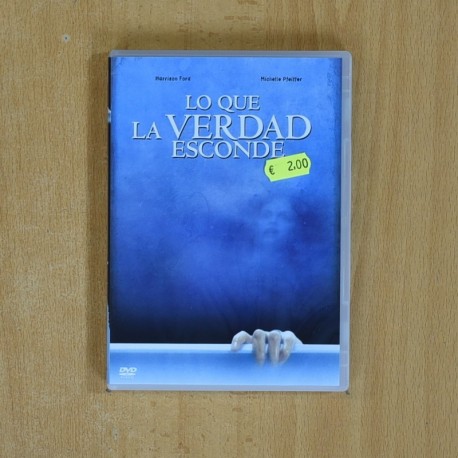 Harrison Ford Michelle Pfeiffer
LO QUE
LA VERDAD
ESCONDE
€ 2,00
DVD